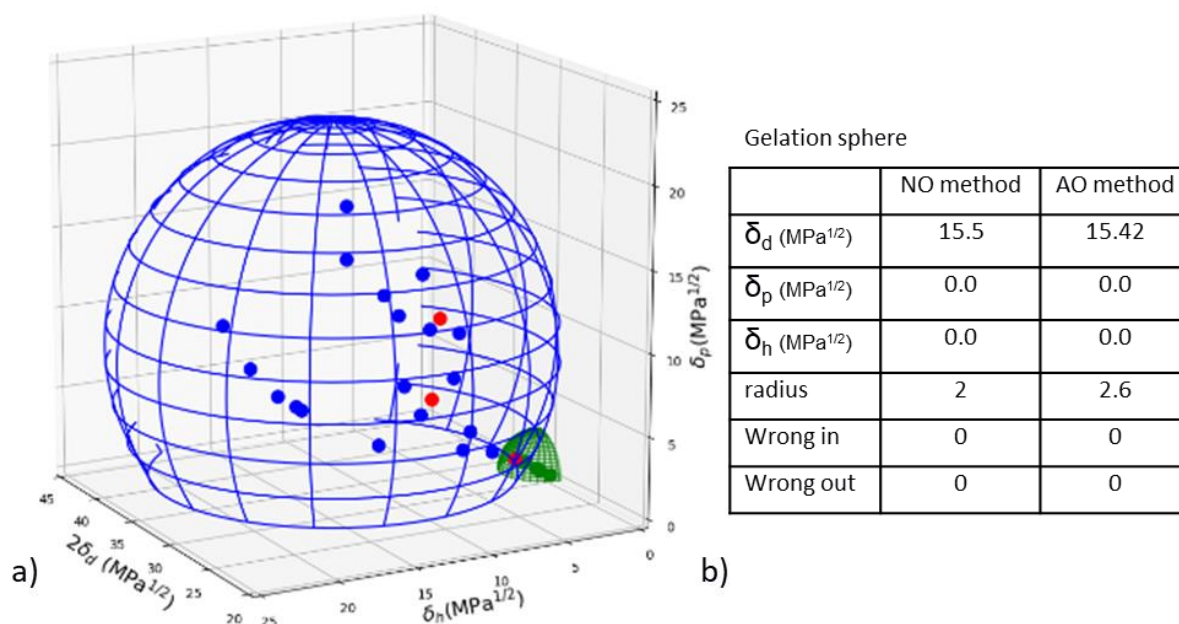 25
20
15
10
5
0
δp(MPa1/2)
45
40
35
30
25
20
2δd (MPa1/2)
25
20
15
10
5
0
δh(MPa1/2)
a)
b)
Gelation sphere
NO method AO method
δd (MPa1/2) 15.5 15.42
δp (MPa1/2) 0.0 0.0
δh (MPa1/2) 0.0 0.0
radius 2 2.6
Wrong in 0 0
Wrong out 0 0